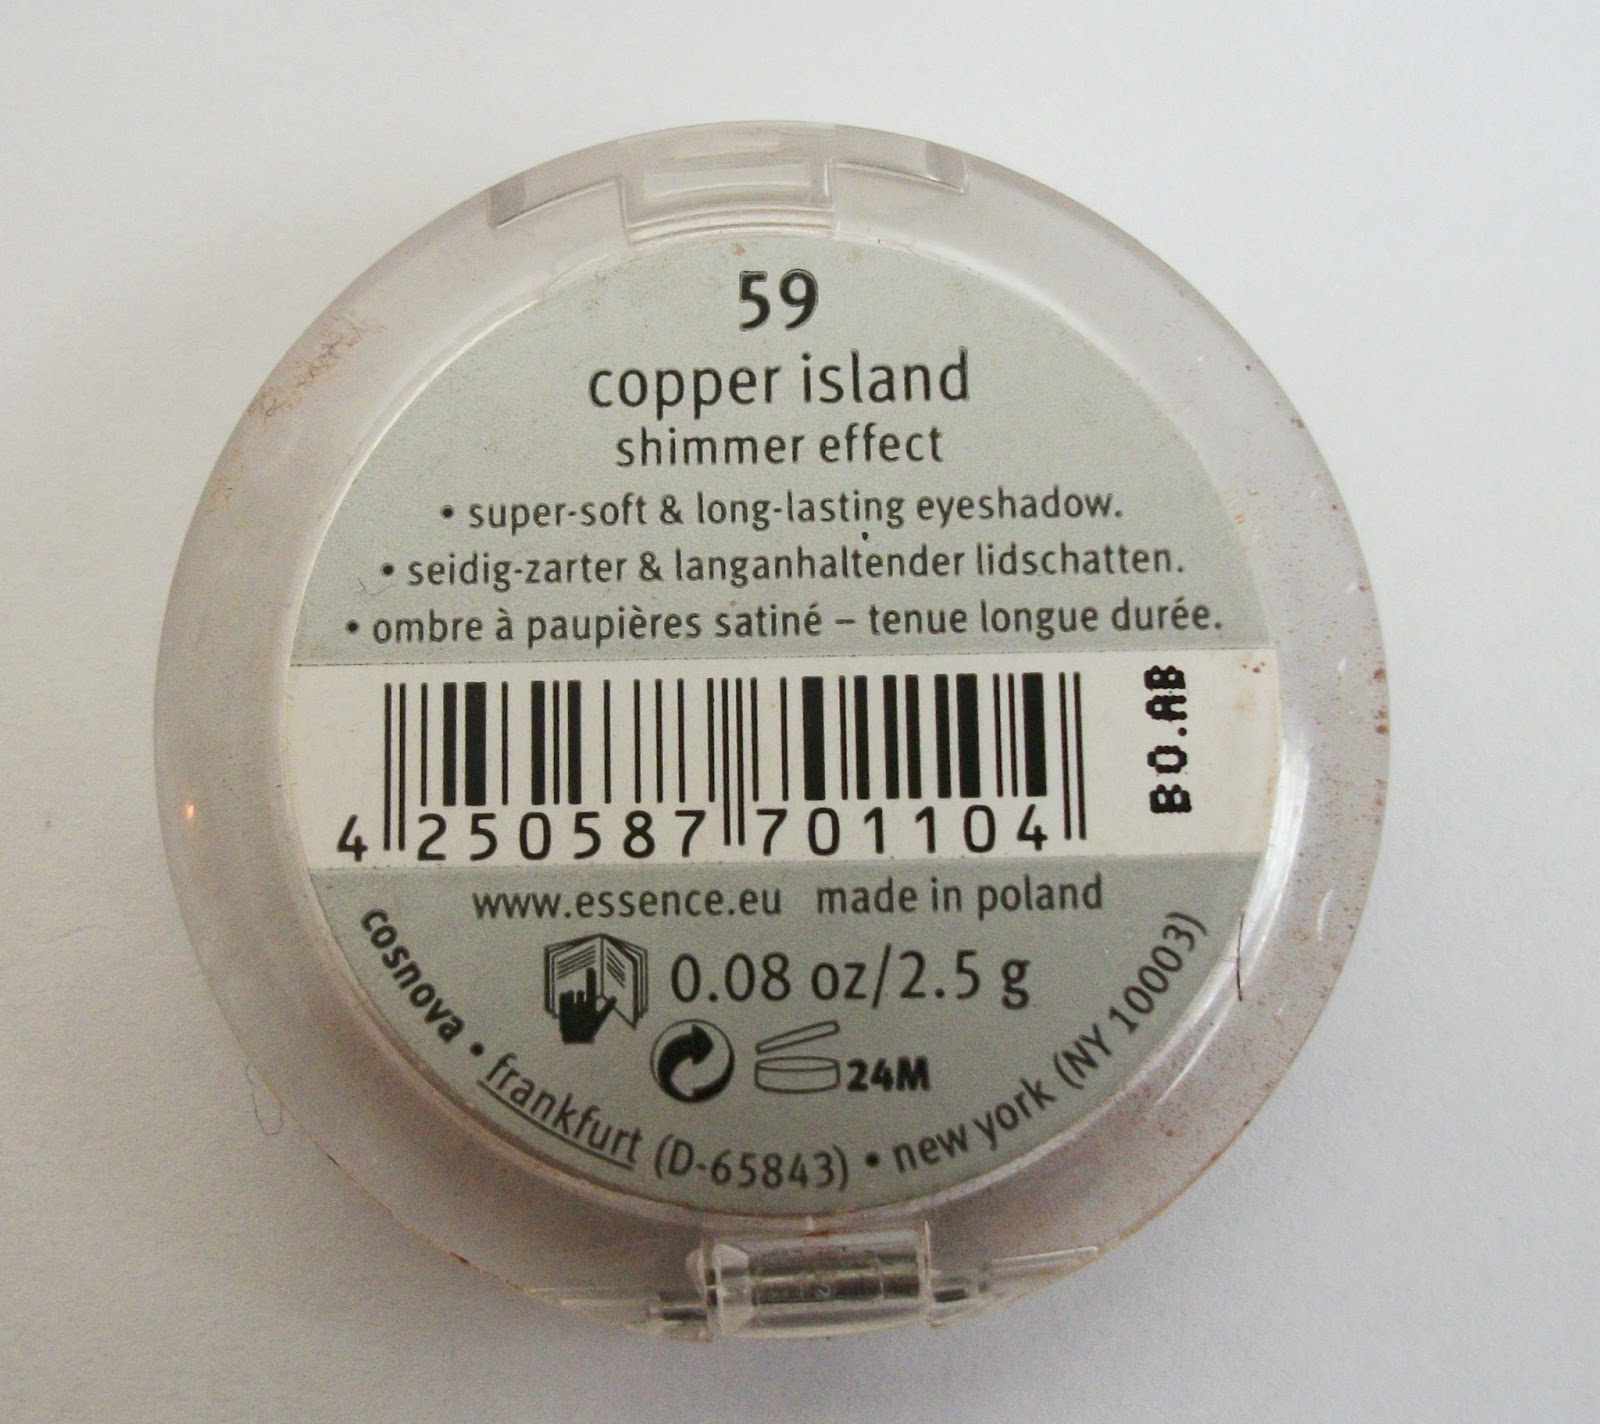 59
copper island
shimmer effect
• super-soft & long-lasting eyeshadow.
• seidig-zarter & langanhaltender lidschatten.
• ombre à paupières satiné – tenue longue durée.
BO.AB
4 250587 701104
www.essence.eu made in poland
0.08 oz/2.5 g
24M
cosnova • frankfurt (D-65843) • new york (NY 10003)